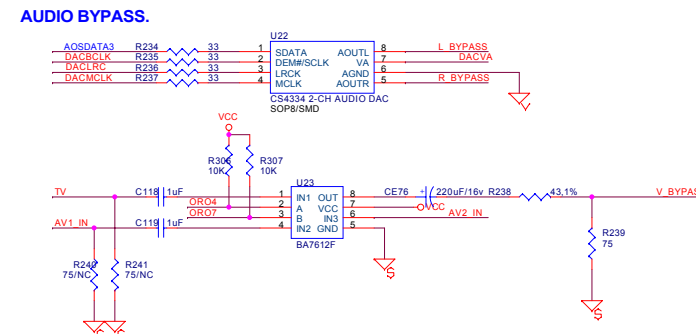 AUDIO BYPASS.
U22
AOSDATA3 R234 33 1 SDATA AOUTL 8 L_BYPASS
DACBCLK R235 33 2 DEM#/SCLK VA 7 DACVA
DACLRC R236 33 3 LRCK AGND 6
DACMCLK R237 33 4 MCLK AOUTR 5 R_BYPASS
CS4334 2-CH AUDIO DAC
SOP8/SMD
VCC
R306 R307
10K 10K
U23
TV C118 1uF 1 IN1 OUT 8 CE76 + 220uF/16v R238 43,1% V_BYPAS
ORO4 2 A VCC 7 VCC
ORO7 3 B IN3 6 AV2_IN
AV1_IN C119 1uF 4 IN2 GND 5
BA7612F
R239
75
R240 R241
75/NC 75/NC
S